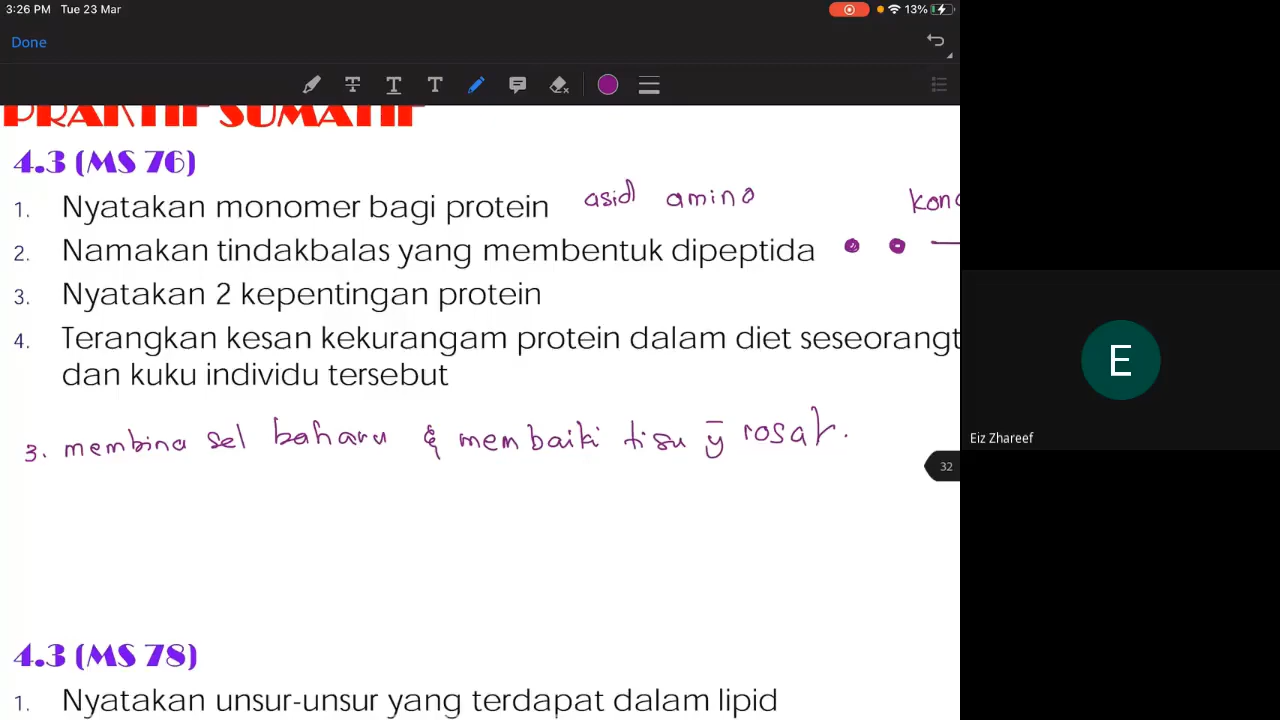 3:26 PM Tue 23 Mar 13%
Done
PRAKTIF SUMATIF
4.3 (MS 76)
1. Nyatakan monomer bagi protein asid amino
2. Namakan tindakbalas yang membentuk dipeptida
3. Nyatakan 2 kepentingan protein
4. Terangkan kesan kekurangam protein dalam diet seseorangt
dan kuku individu tersebut
3. membina sel baharu & membaiki tisu ȳ rosak.
32
4.3 (MS 78)
1. Nyatakan unsur-unsur yang terdapat dalam lipid
E
Eiz Zhareef